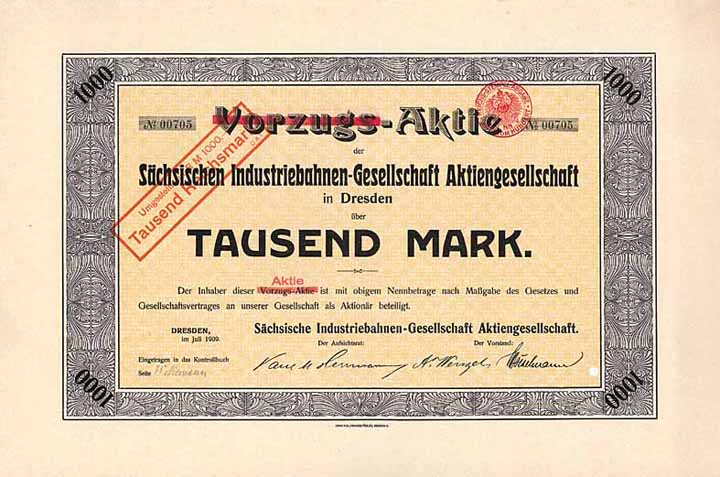 1000 1000
Vorzugs-Aktie
№ 00705 № 00705
der
Sächsischen Industriebahnen-Gesellschaft Aktiengesellschaft
in Dresden
über
TAUSEND MARK.
Tausend Reichsmark
Aktie
Der Inhaber dieser Vorzugs-Aktie ist mit obigem Nennbetrage nach Maßgabe des Gesetzes und
Gesellschaftsvertrages an unserer Gesellschaft als Aktionär beteiligt.
DRESDEN,
im Juli 1909.
Sächsische Industriebahnen-Gesellschaft Aktiengesellschaft.
Der Aufsichtsrat: Der Vorstand:
Eingetragen in das Kontrollbuch
Seite
1000 1000